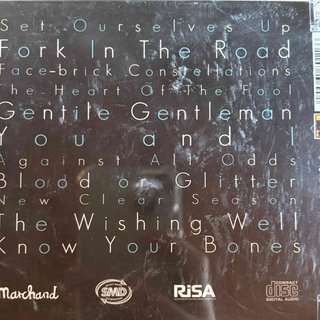 Set Ourselves Up
Fork In The Road
Face-brick Constellations
The Heart Of The Fool
Gentile Gentleman
You and I
Against All Odds
Blood or Glitter
New Clear Season
The Wishing Well
Know Your Bones
Marchand
SMD
RiSA
COMPACT
disc
DIGITAL AUDIO